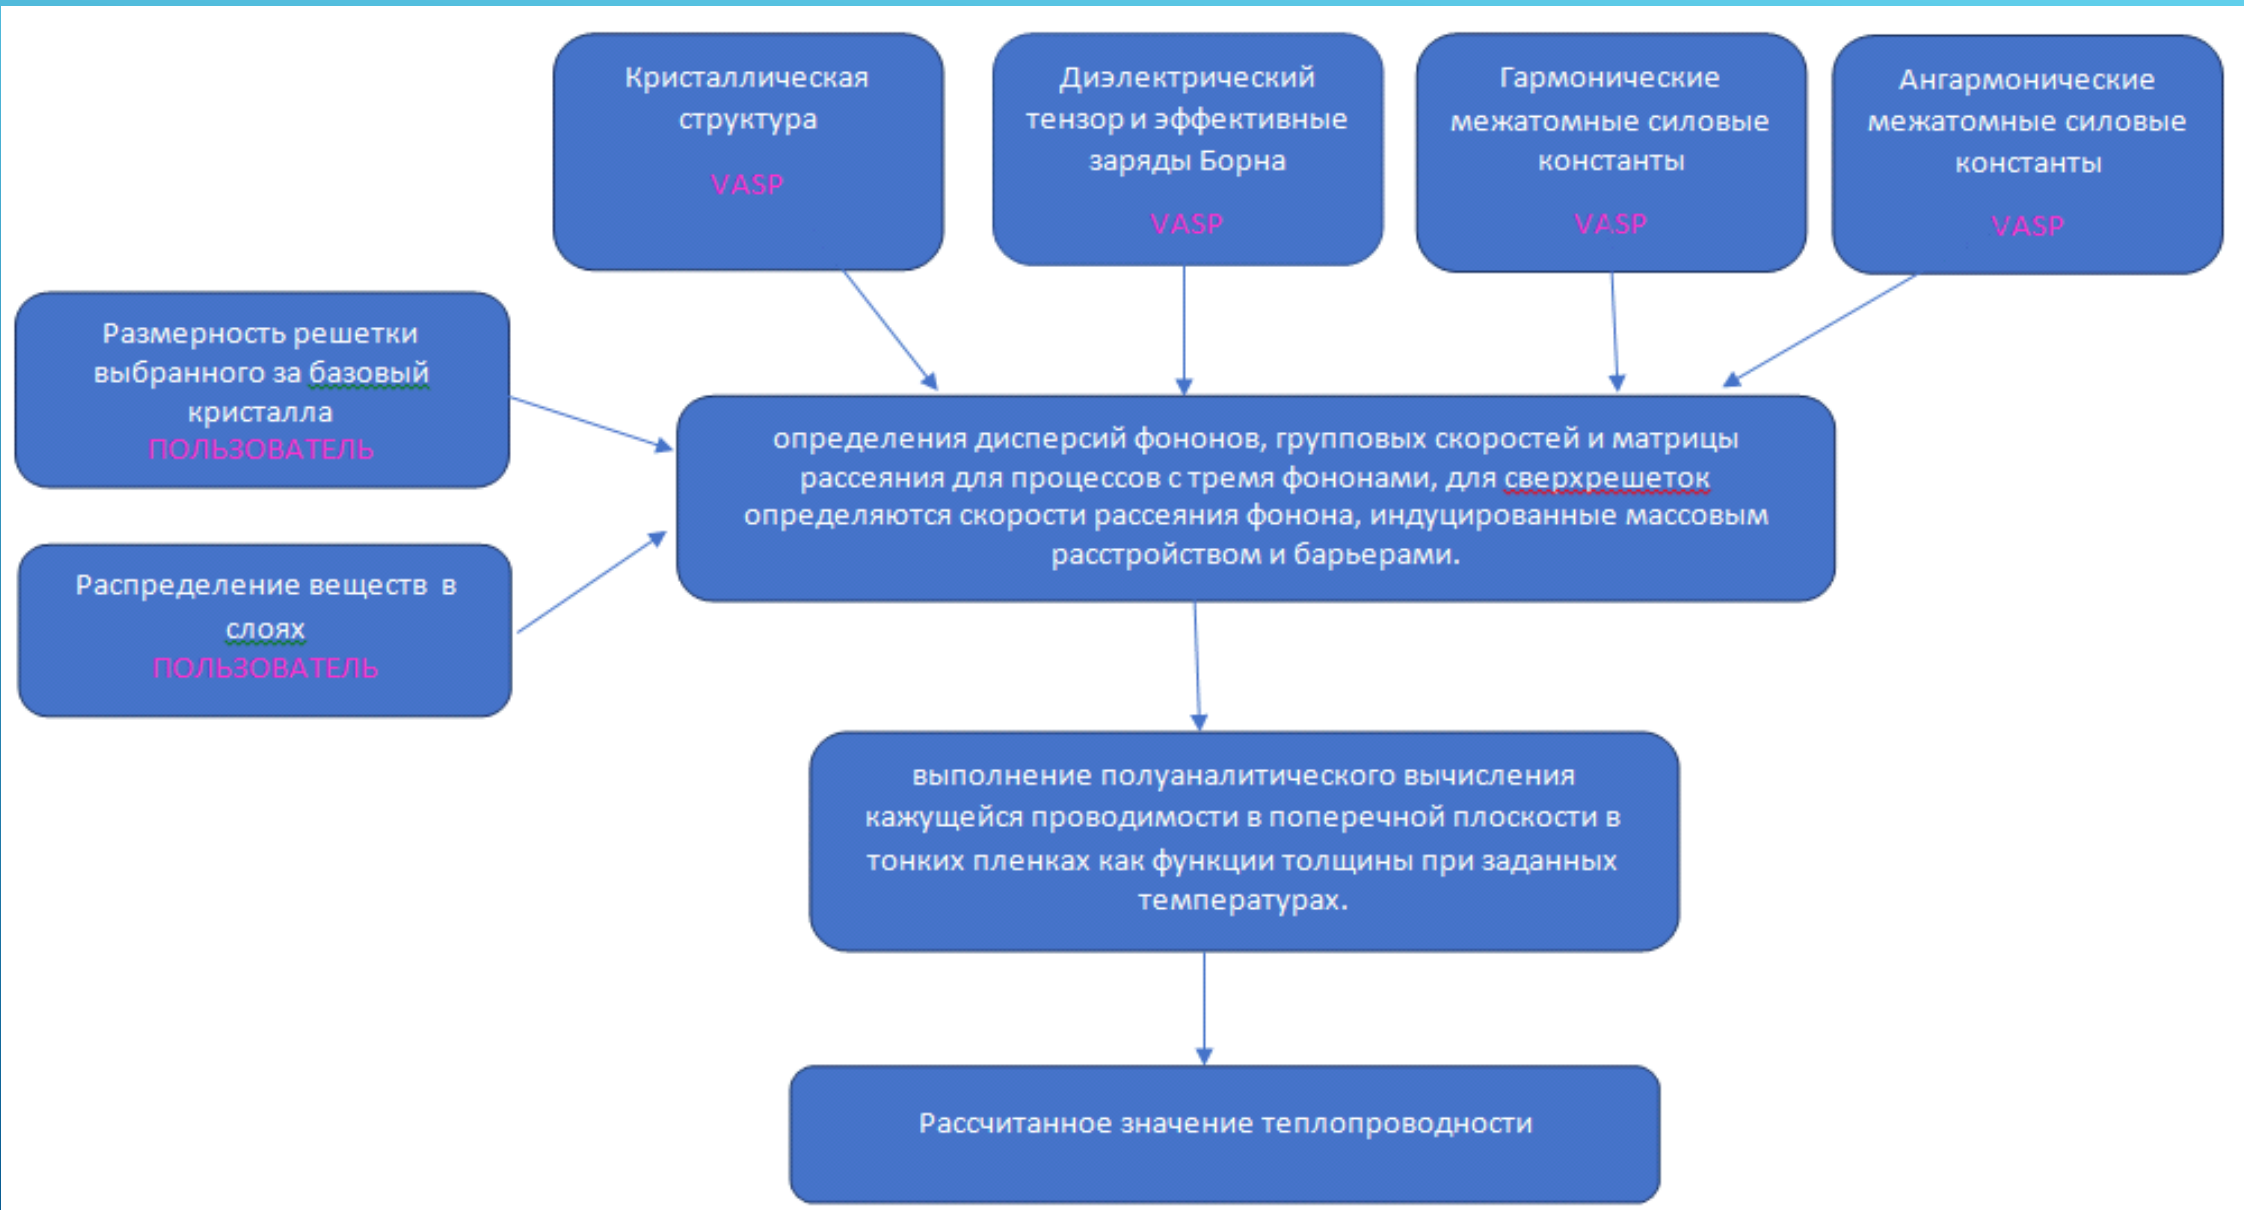 Кристаллическая
структура
VASP
Диэлектрический
тензор и эффективные
заряды Борна
VASP
Гармонические
межатомные силовые
константы
VASP
Ангармонические
межатомные силовые
константы
VASP
Размерность решетки
выбранного за базовый
кристалла
ПОЛЬЗОВАТЕЛЬ
Распределение веществ в
слоях
ПОЛЬЗОВАТЕЛЬ
определения дисперсий фононов, групповых скоростей и матрицы
рассеяния для процессов с тремя фононами, для сверхрешеток
определяются скорости рассеяния фонона, индуцированные массовым
расстройством и барьерами.
выполнение полуаналитического вычисления
кажущейся проводимости в поперечной плоскости в
тонких пленках как функции толщины при заданных
температурах.
Рассчитанное значение теплопроводности